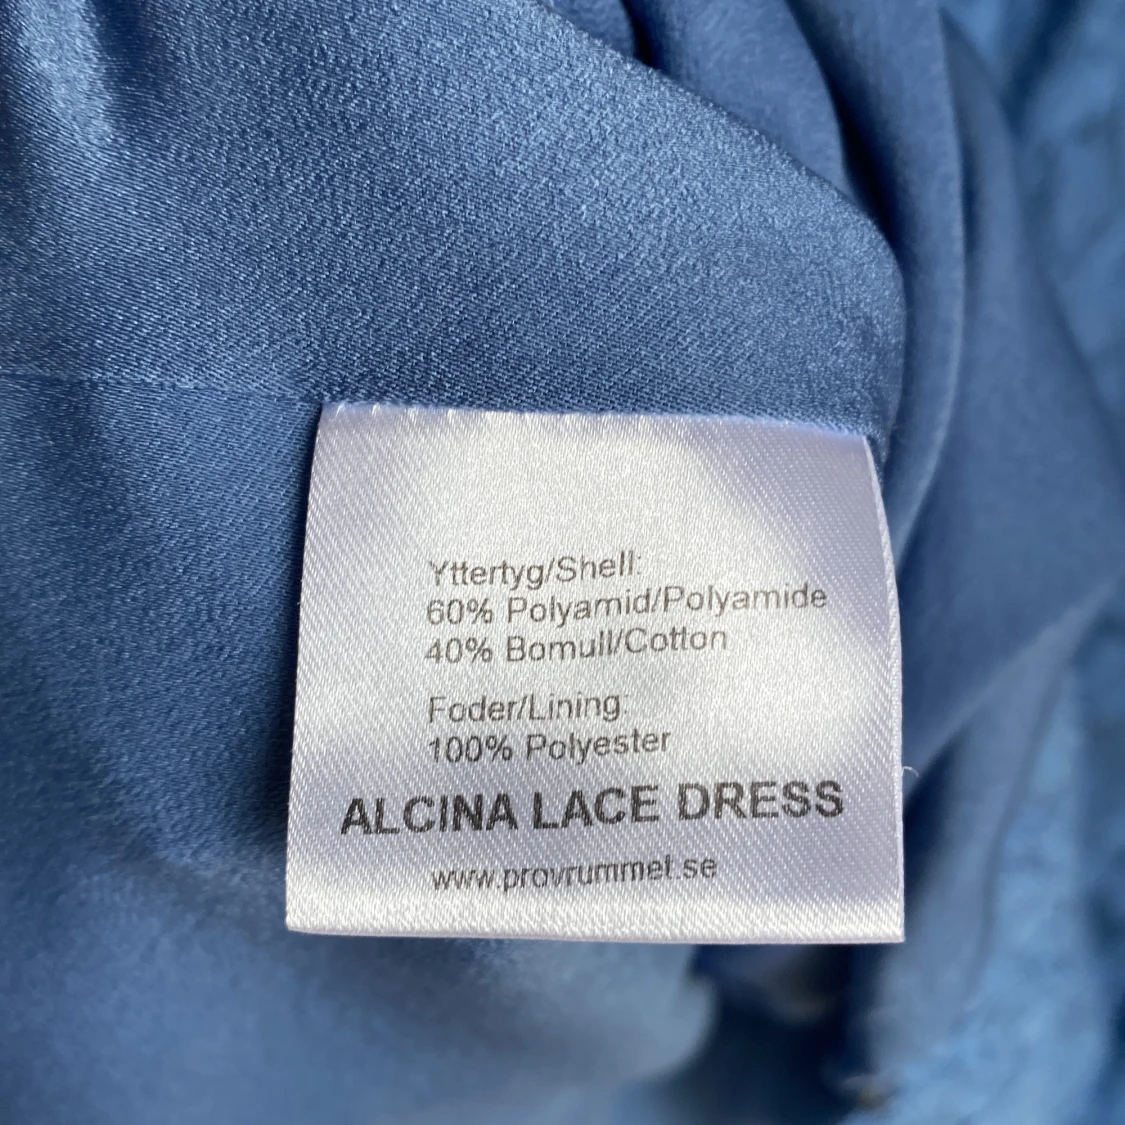 Yttertyg/Shell:
60% Polyamid/Polyamide
40% Bomull/Cotton
Foder/Lining:
100% Polyester
ALCINA LACE DRESS
www.provrummet.se